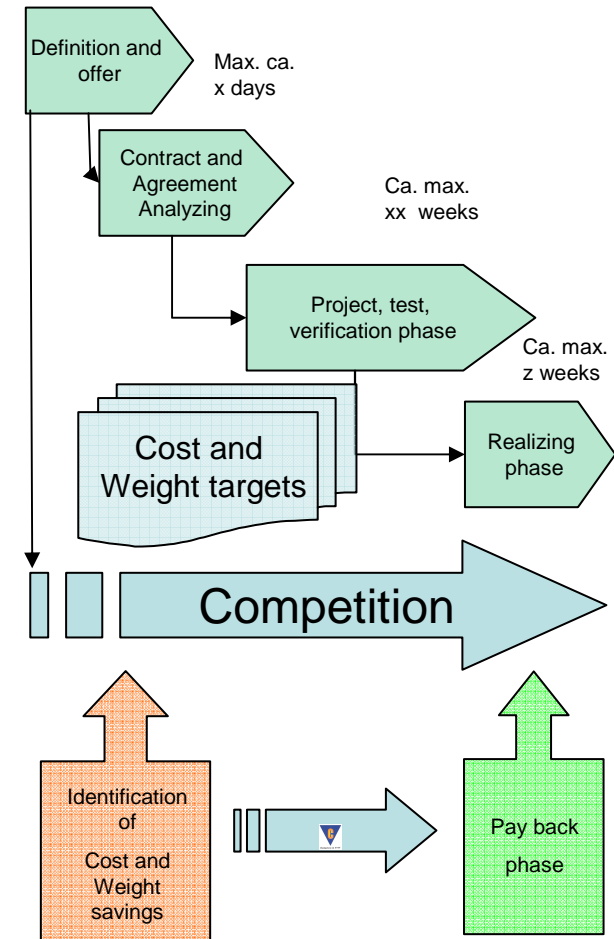 Definition and
offer
Max. ca.
x days
Contract and
Agreement
Analyzing
Ca. max.
xx weeks
Project, test,
verification phase
Ca. max.
z weeks
Cost and
Weight targets
Realizing
phase
Competition
Identification
of
Cost and
Weight
savings
Pay back
phase